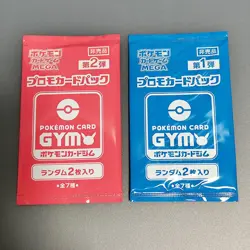 ポケモンカードゲーム
MEGA
非売品
第2弾
プロモカードパック
POKÉMON CARD
GYM
ポケモンカードジム
ランダム2枚入り
全7種
ポケモンカードゲーム
MEGA
非売品
第1弾
プロモカードパック
POKÉMON CARD
GYM
ポケモンカードジム
ランダム2枚入り
全7種